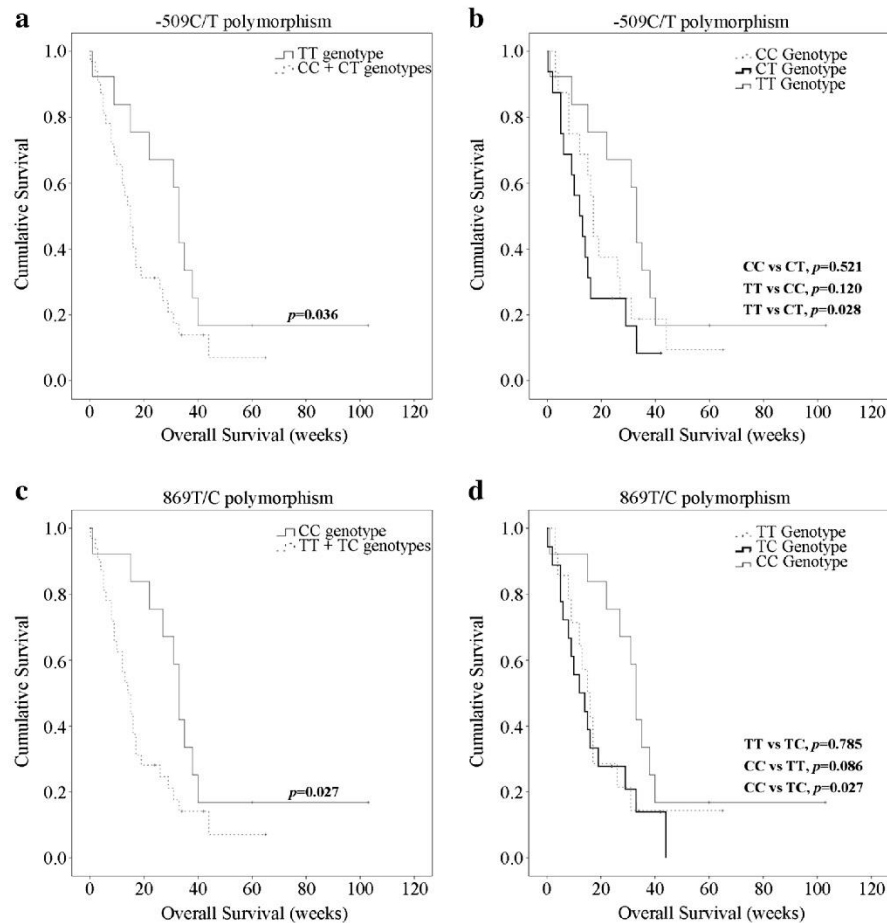 a
-509C/T polymorphism
TT genotype
CC + CT genotypes
1.0
0.8
0.6
0.4
0.2
0.0
Cumulative Survival
p=0.036
0 20 40 60 80 100 120
Overall Survival (weeks)
b
-509C/T polymorphism
CC Genotype
CT Genotype
TT Genotype
1.0
0.8
0.6
0.4
0.2
0.0
Cumulative Survival
CC vs CT, p=0.521
TT vs CC, p=0.120
TT vs CT, p=0.028
0 20 40 60 80 100 120
Overall Survival (weeks)
c
869T/C polymorphism
CC genotype
TT + TC genotypes
1.0
0.8
0.6
0.4
0.2
0.0
Cumulative Survival
p=0.027
0 20 40 60 80 100 120
Overall Survival (weeks)
d
869T/C polymorphism
TT Genotype
TC Genotype
CC Genotype
1.0
0.8
0.6
0.4
0.2
0.0
Cumulative Survival
TT vs TC, p=0.785
CC vs TT, p=0.086
CC vs TC, p=0.027
0 20 40 60 80 100 120
Overall Survival (weeks)